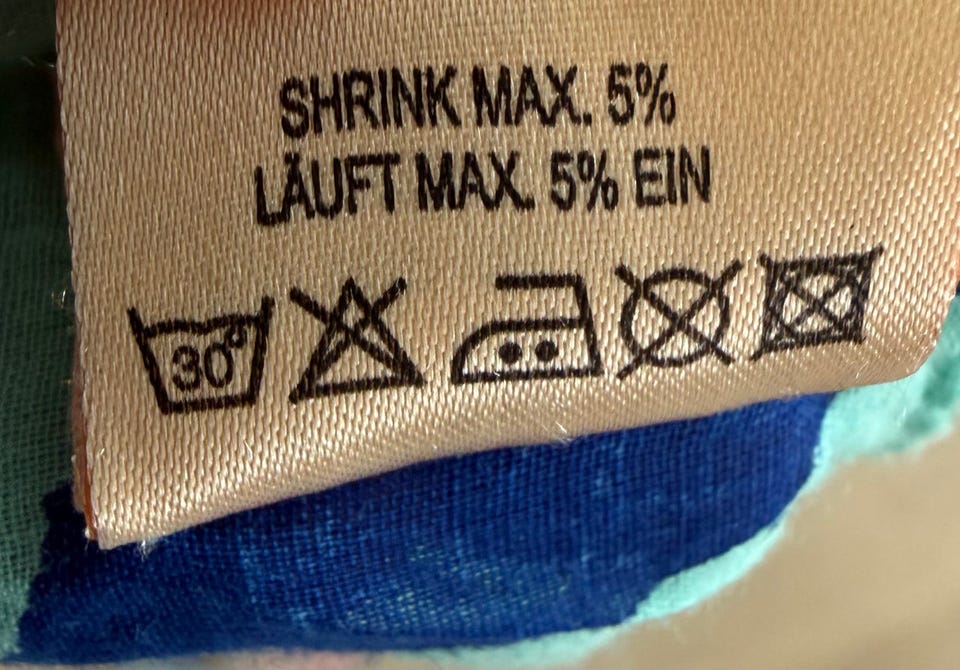 SHRINK MAX. 5%
LÄUFT MAX. 5% EIN
30°